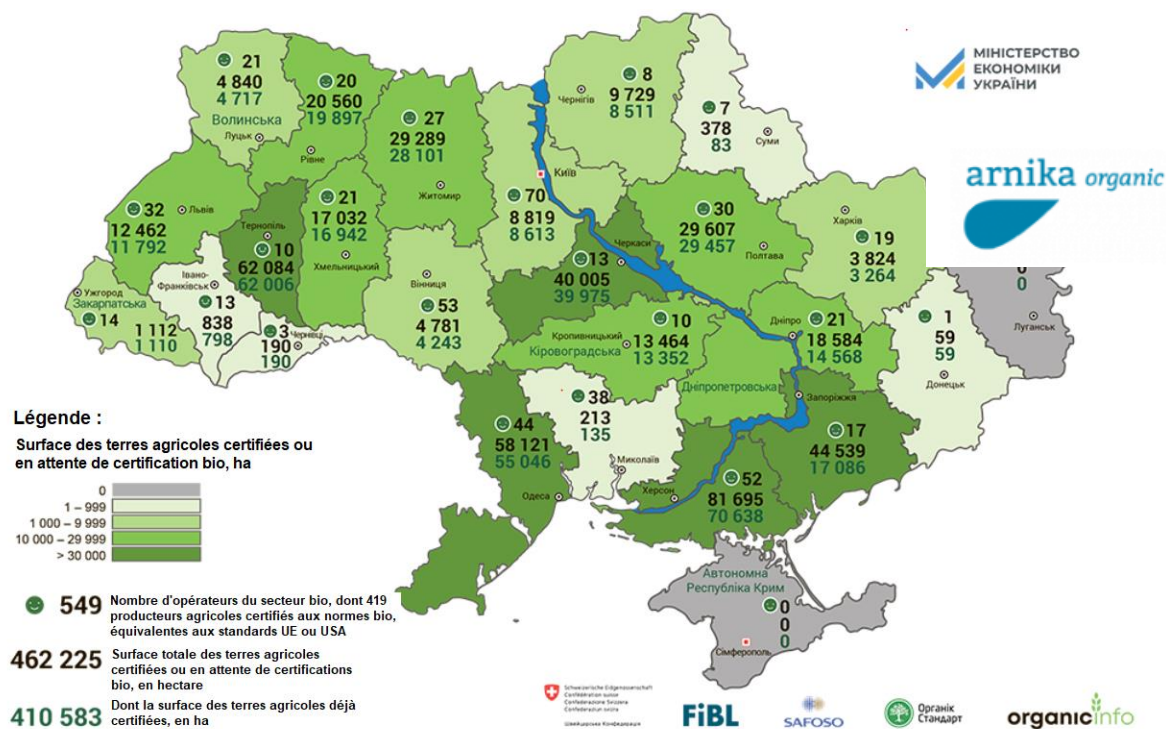 МІНІСТЕРСТВО
ЕКОНОМІКИ
УКРАЇНИ
arnika organic
21
4 840
4 717
Волинська
Луцьк
20
20 560
19 897
Рівне
27
29 289
28 101
Житомир
70
8 819
8 613
Київ
8
9 729
8 511
Чернігів
7
378
83
Суми
32
12 462
11 792
Львів
Тернопіль
10
62 084
62 006
21
17 032
16 942
Хмельницький
Вінниця
53
4 781
4 243
Черкаси
13
40 005
39 975
30
29 607
29 457
Полтава
Харків
19
3 824
3 264
0
0
Луганськ
Ужгород
Закарпатська
14
1 112
1 110
Івано-
Франківськ
13
838
798
3
Чернівці
190
190
10
Кропивницький
13 464
Кіровоградська
13 352
Дніпро
21
18 584
14 568
Дніпропетровська
1
59
59
Донецьк
Запоріжжя
17
44 539
17 086
44
58 121
55 046
Одеса
38
213
135
Миколаїв
Херсон
52
81 695
70 638
Автономна
Республіка Крим
0
0
0
Сімферополь
Légende :
Surface des terres agricoles certifiées ou
en attente de certification bio, ha
0
1 – 999
1 000 – 9 999
10 000 – 29 999
> 30 000
549
Nombre d'opérateurs du secteur bio, dont 419
producteurs agricoles certifiés aux normes bio,
équivalentes aux standards UE ou USA
462 225
Surface totale des terres agricoles
certifiées ou en attente de certifications
bio, en hectare
410 583
Dont la surface des terres agricoles déjà
certifiées, en ha
Schweizerische Eidgenossenschaft
Confédération suisse
Confederazione Svizzera
Confederaziun svizra
Швейцарська Конфедерація
FiBL
SAFOSO
Органік
Стандарт
organicinfo